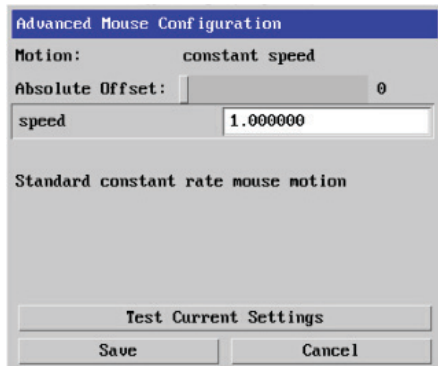 Advanced Mouse Configuration
Motion: constant speed
Absolute Offset: 0
speed 1.000000
Standard constant rate mouse motion
Test Current Settings
Save Cancel